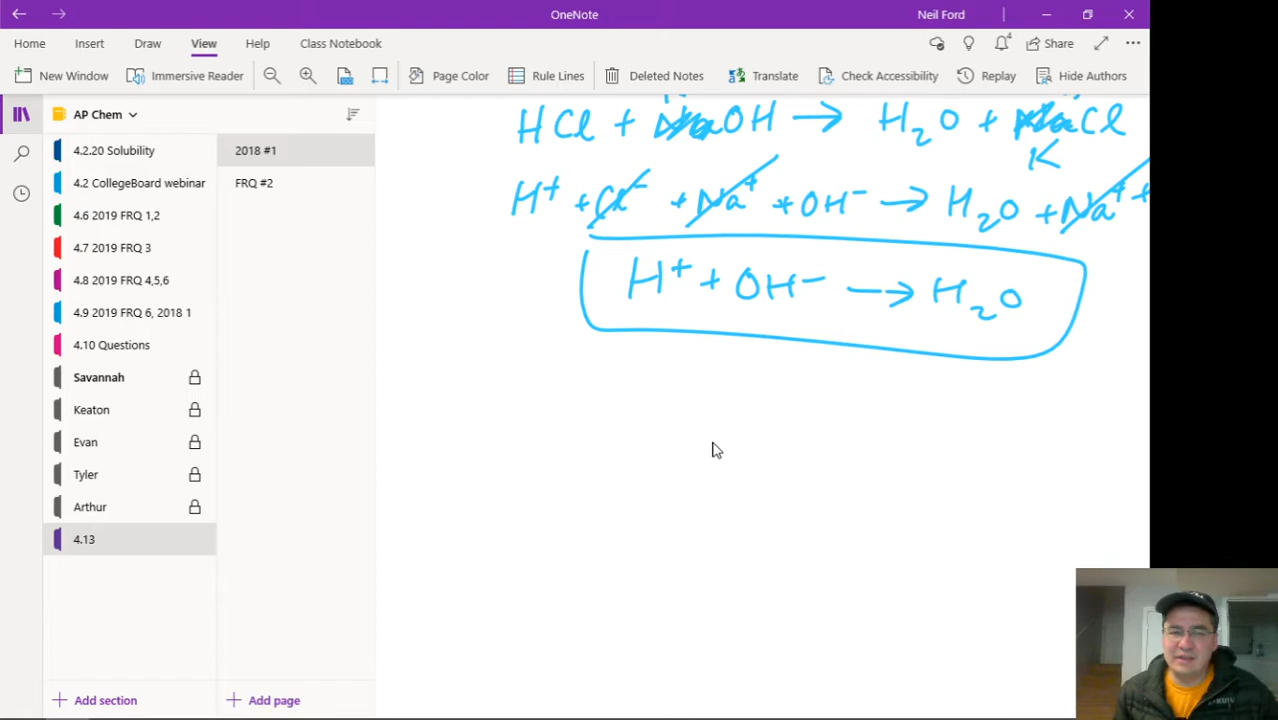 OneNote
Neil Ford
Home Insert Draw View Help Class Notebook
4
Share
New Window Immersive Reader Page Color Rule Lines Deleted Notes Translate Check Accessibility Replay Hide Authors
AP Chem
4.2.20 Solubility
4.2 CollegeBoard webinar
4.6 2019 FRQ 1,2
4.7 2019 FRQ 3
4.8 2019 FRQ 4,5,6
4.9 2019 FRQ 6, 2018 1
4.10 Questions
Savannah
Keaton
Evan
Tyler
Arthur
4.13
Add section
2018 #1
FRQ #2
Add page
HCl + OH → H₂O + Cl
K
H⁺ + Cl⁻ + Na⁺ + OH⁻ → H₂O + Na⁺ +
H⁺ + OH⁻ → H₂O